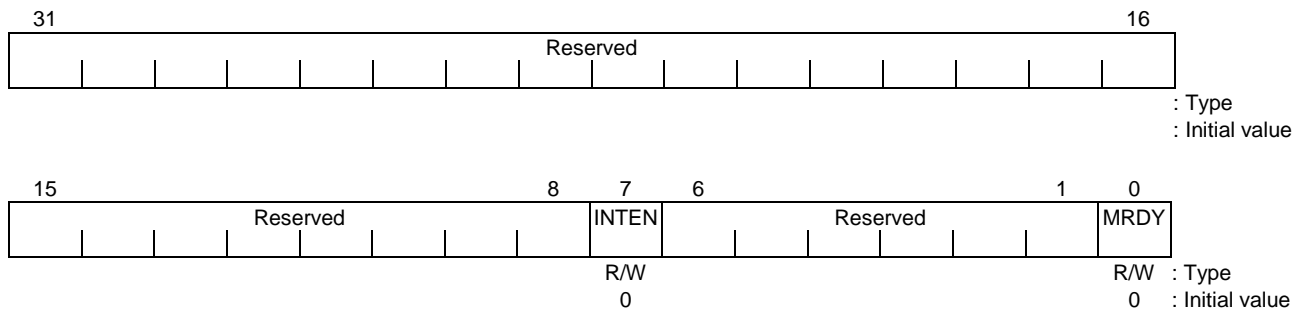 31 16
Reserved
: Type
: Initial value
15 8 7 6 1 0
Reserved INTEN Reserved MRDY
R/W R/W : Type
0 0 : Initial value